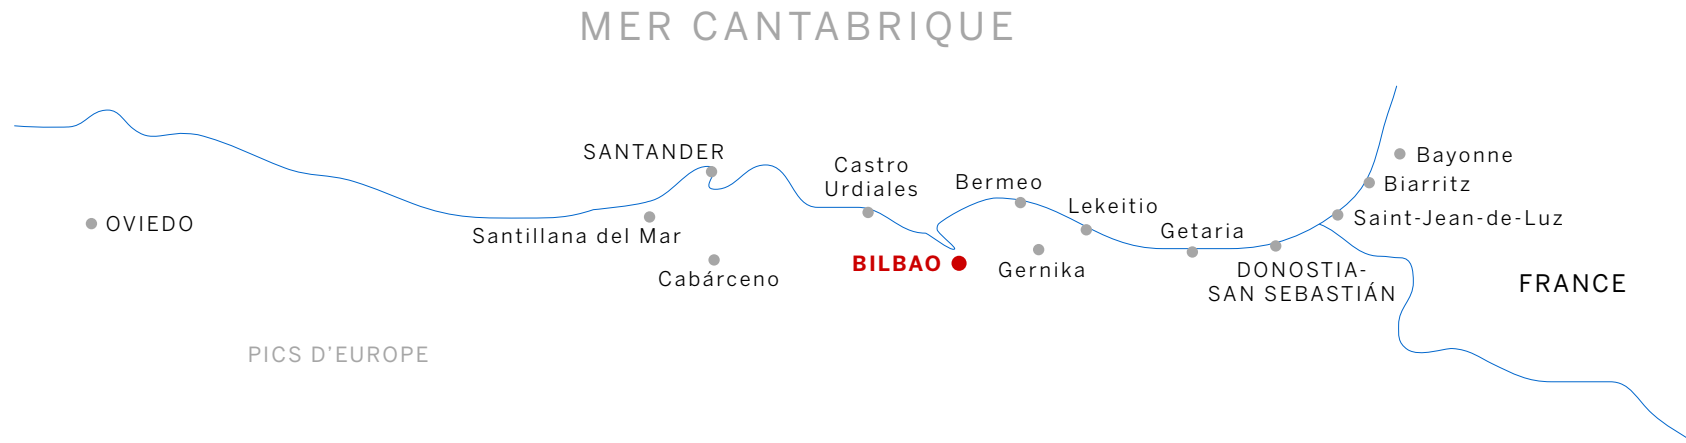 MER CANTABRIQUE
SANTANDER
Castro
Urdiales
Bayonne
Bermeo
Biarritz
Lekeitio
Saint-Jean-de-Luz
OVIEDO
Santillana del Mar
Getaria
BILBAO
Gernika
Cabárceno
DONOSTIA-
SAN SEBASTIÁN
FRANCE
PICS D'EUROPE